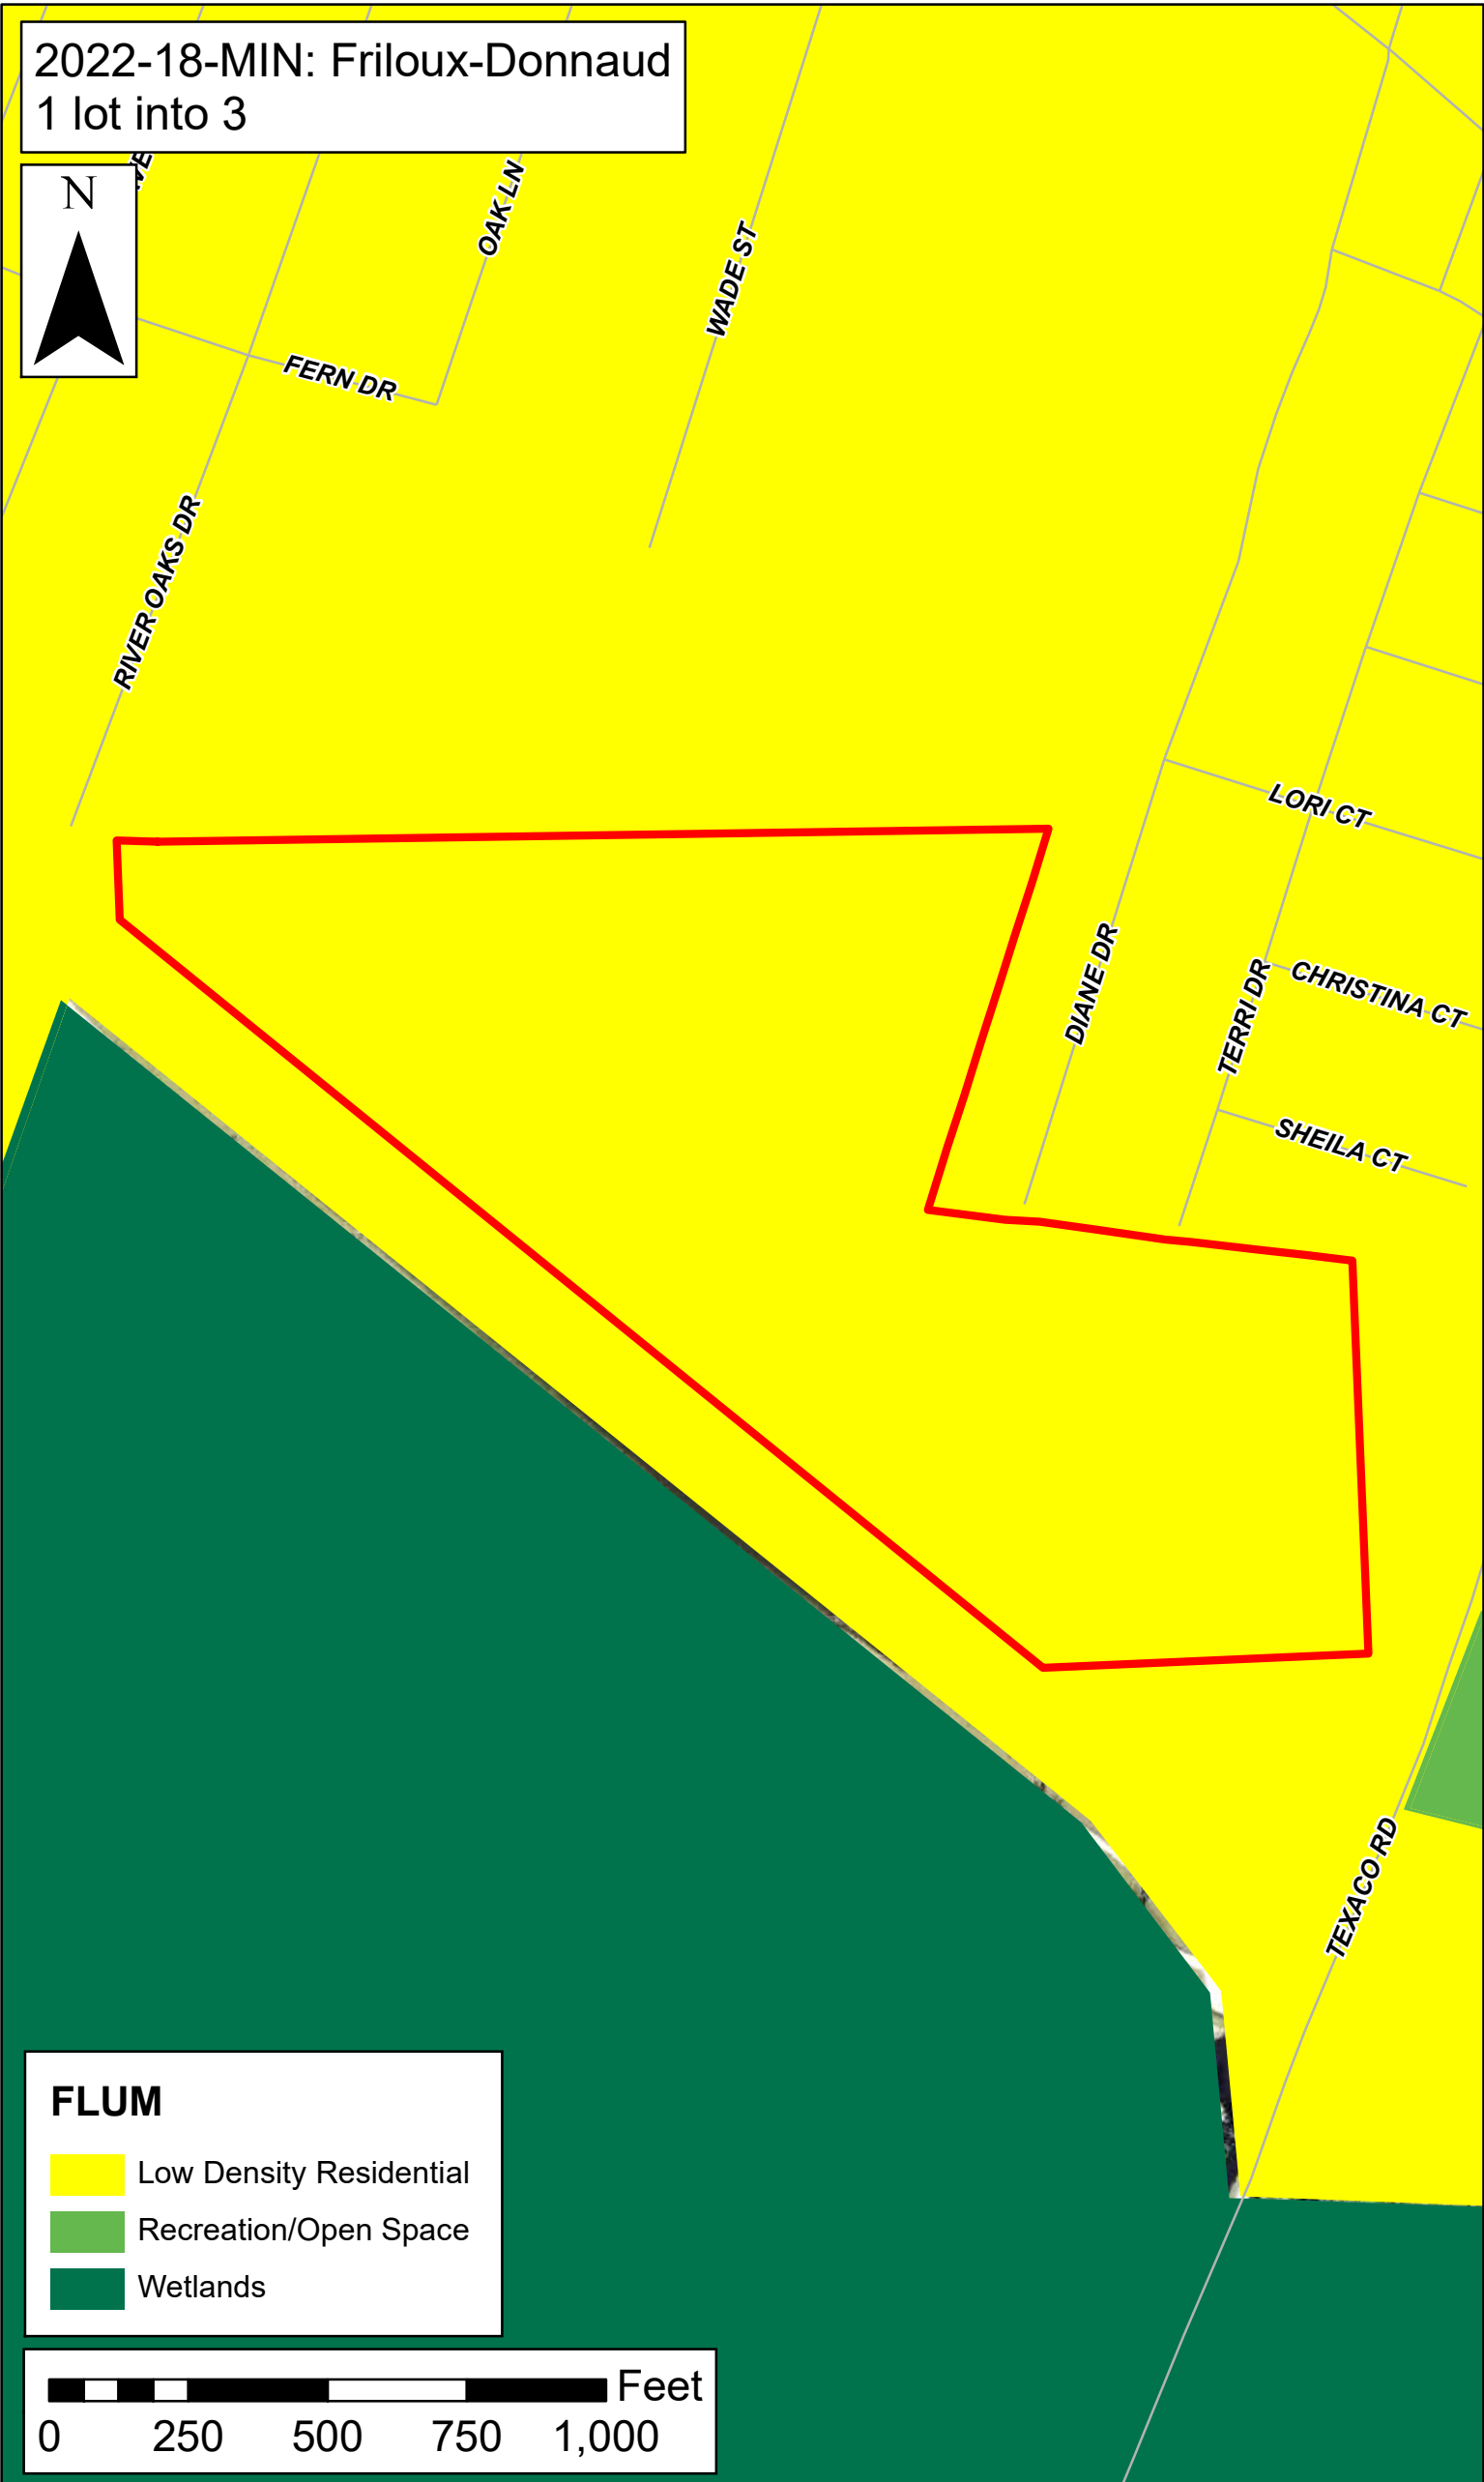 2022-18-MIN: Friloux-Donnaud
1 lot into 3
N
OAK LN
WADE ST
FERN DR
RIVER OAKS DR
LORI CT
DIANE DR
CHRISTINA CT
TERRI DR
SHEILA CT
TEXACO RD
FLUM
Low Density Residential
Recreation/Open Space
Wetlands
Feet
0 250 500 750 1,000